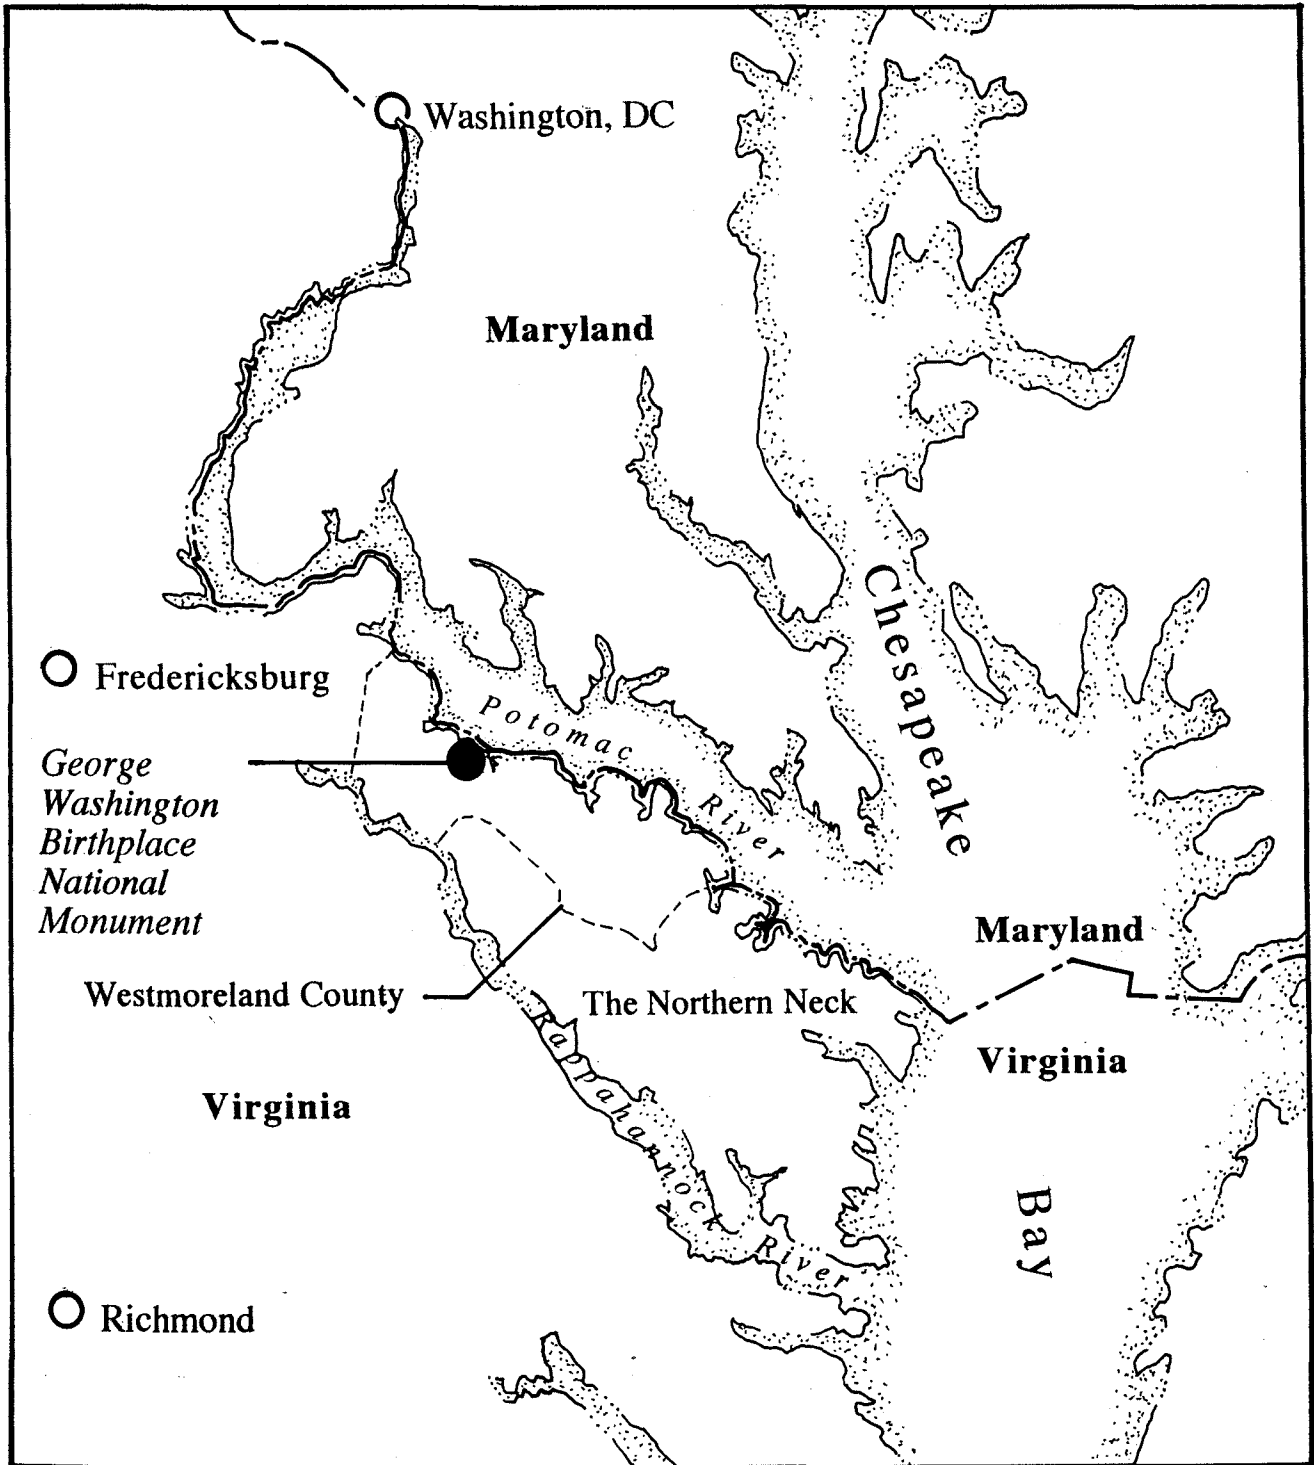 Washington, DC
Maryland
Chesapeake
Fredericksburg
Potomac
River
George
Washington
Birthplace
National
Monument
Maryland
Westmoreland County
The Northern Neck
Rappahannock
River
Virginia
Virginia
Bay
Richmond